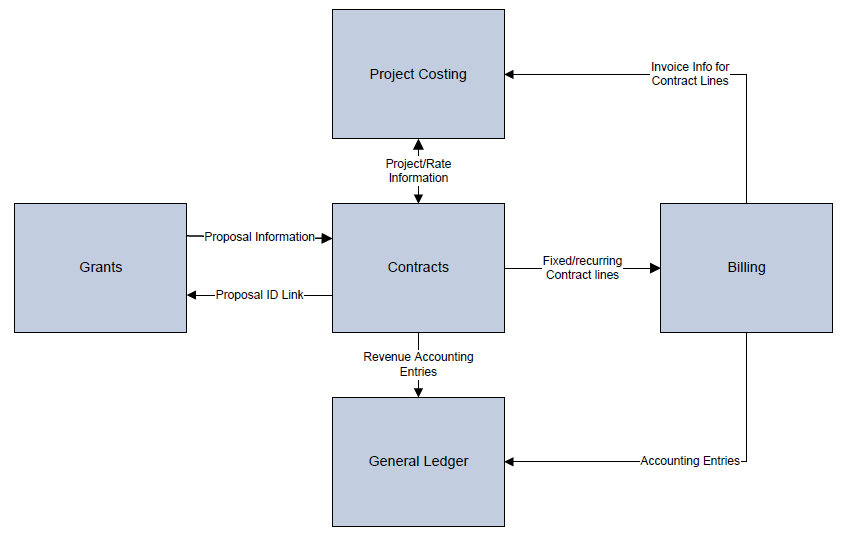 Project Costing
Invoice Info for
Contract Lines
Project/Rate
Information
Grants
Proposal Information
Proposal ID Link
Contracts
Fixed/recurring
Contract lines
Billing
Revenue Accounting
Entries
General Ledger
Accounting Entries